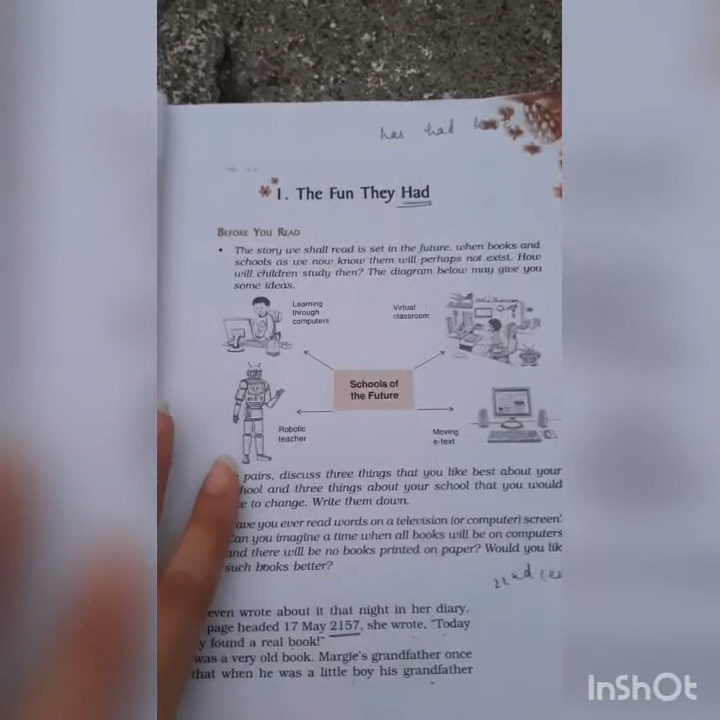 has had
1. The Fun They Had
BEFORE YOU READ
• The story we shall read is set in the future, when books and
schools as we now know them will perhaps not exist. How
will children study then? The diagram below may give you
some ideas.
Learning
through
computers
Virtual
classroom
Schools of
the Future
Robotic
teacher
Moving
e-text
pairs, discuss three things that you like best about your
hool and three things about your school that you would
e to change. Write them down.
ave you ever read words on a television (or computer) screen?
Can you imagine a time when all books will be on computers
and there will be no books printed on paper? Would you lik
such books better?
22nd
even wrote about it that night in her diary.
page headed 17 May 2157, she wrote, “Today
y found a real book!”
was a very old book. Margie's grandfather once
that when he was a little boy his grandfather
InShOt